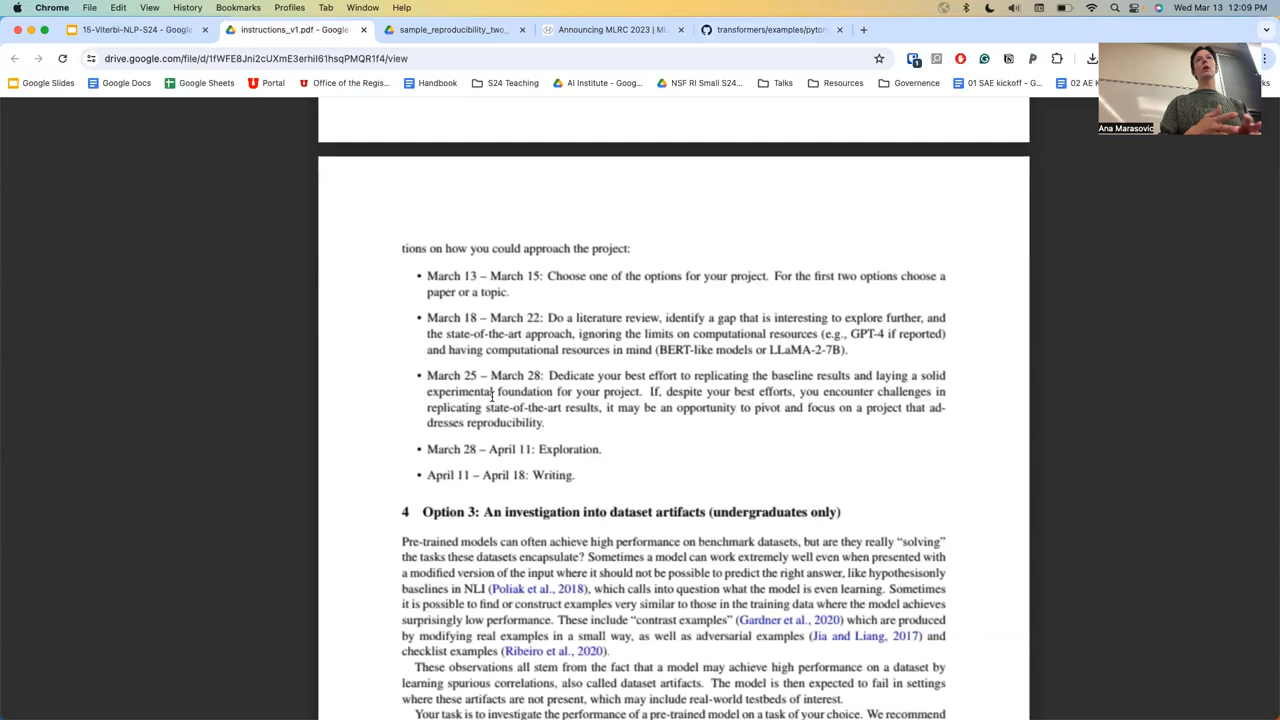 Chrome File Edit View History Bookmarks Profiles Tab Window Help Wed Mar 13 12:09 PM
15-Viterbi-NLP-S24 - Google instructions_v1.pdf - Google sample_reproducibility_two_ Announcing MLRC 2023 | ML transformers/examples/pytor
drive.google.com/file/d/1fWFE8Jni2cUXmE3erhiI61hsqPMQR1f4/view
Google Slides Google Docs Google Sheets Portal Office of the Regis... Handbook S24 Teaching AI Institute - Goog... NSF RI Small S24... Talks Resources Governence 01 SAE kickoff - G... 02 AE K
Ana Marasovic
tions on how you could approach the project:
• March 13 – March 15: Choose one of the options for your project. For the first two options choose a
paper or a topic.
• March 18 – March 22: Do a literature review, identify a gap that is interesting to explore further, and
the state-of-the-art approach, ignoring the limits on computational resources (e.g., GPT-4 if reported)
and having computational resources in mind (BERT-like models or LLaMA-2-7B).
• March 25 – March 28: Dedicate your best effort to replicating the baseline results and laying a solid
experimental foundation for your project. If, despite your best efforts, you encounter challenges in
replicating state-of-the-art results, it may be an opportunity to pivot and focus on a project that ad-
dresses reproducibility.
• March 28 – April 11: Exploration.
• April 11 – April 18: Writing.
4 Option 3: An investigation into dataset artifacts (undergraduates only)
Pre-trained models can often achieve high performance on benchmark datasets, but are they really “solving”
the tasks these datasets encapsulate? Sometimes a model can work extremely well even when presented with
a modified version of the input where it should not be possible to predict the right answer, like hypothesisonly
baselines in NLI (Poliak et al., 2018), which calls into question what the model is even learning. Sometimes
it is possible to find or construct examples very similar to those in the training data where the model achieves
surprisingly low performance. These include “contrast examples” (Gardner et al., 2020) which are produced
by modifying real examples in a small way, as well as adversarial examples (Jia and Liang, 2017) and
checklist examples (Ribeiro et al., 2020).
These observations all stem from the fact that a model may achieve high performance on a dataset by
learning spurious correlations, also called dataset artifacts. The model is then expected to fail in settings
where these artifacts are not present, which may include real-world testbeds of interest.
Your task is to investigate the performance of a pre-trained model on a task of your choice. We recommend